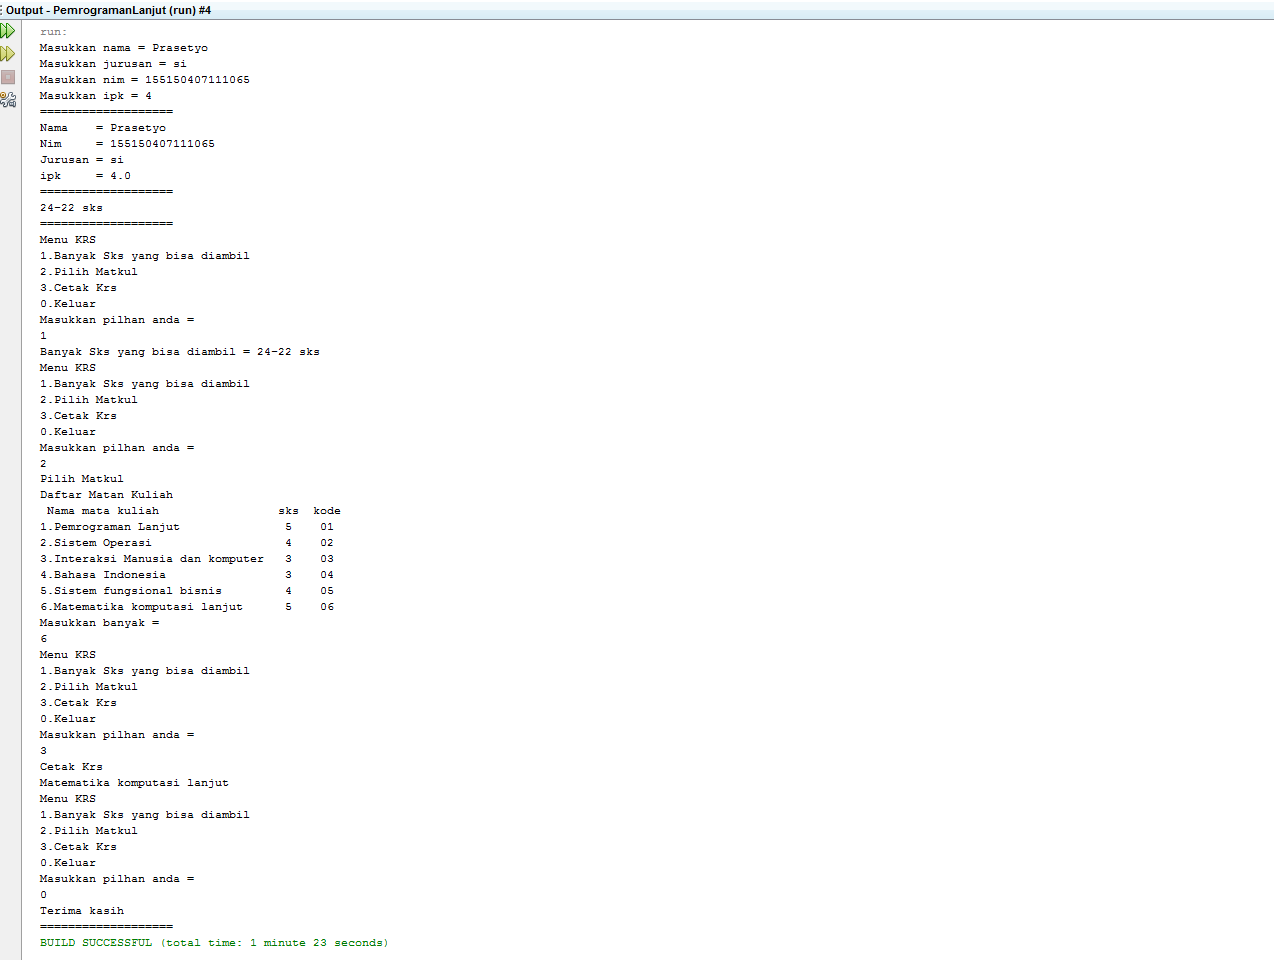 Output - PemrogramanLanjut (run) #4
run:
Masukkan nama = Prasetyo
Masukkan jurusan = si
Masukkan nim = 155150407111065
Masukkan ipk = 4
===================
Nama    = Prasetyo
Nim     = 155150407111065
Jurusan = si
ipk     = 4.0
===================
24-22 sks
===================
Menu KRS
1.Banyak Sks yang bisa diambil
2.Pilih Matkul
3.Cetak Krs
0.Keluar
Masukkan pilhan anda =
1
Banyak Sks yang bisa diambil = 24-22 sks
Menu KRS
1.Banyak Sks yang bisa diambil
2.Pilih Matkul
3.Cetak Krs
0.Keluar
Masukkan pilhan anda =
2
Pilih Matkul
Daftar Matan Kuliah
 Nama mata kuliah                 sks  kode
1.Pemrograman Lanjut               5    01
2.Sistem Operasi                   4    02
3.Interaksi Manusia dan komputer   3    03
4.Bahasa Indonesia                 3    04
5.Sistem fungsional bisnis         4    05
6.Matematika komputasi lanjut      5    06
Masukkan banyak =
6
Menu KRS
1.Banyak Sks yang bisa diambil
2.Pilih Matkul
3.Cetak Krs
0.Keluar
Masukkan pilhan anda =
3
Cetak Krs
Matematika komputasi lanjut
Menu KRS
1.Banyak Sks yang bisa diambil
2.Pilih Matkul
3.Cetak Krs
0.Keluar
Masukkan pilhan anda =
0
Terima kasih
===================
BUILD SUCCESSFUL (total time: 1 minute 23 seconds)